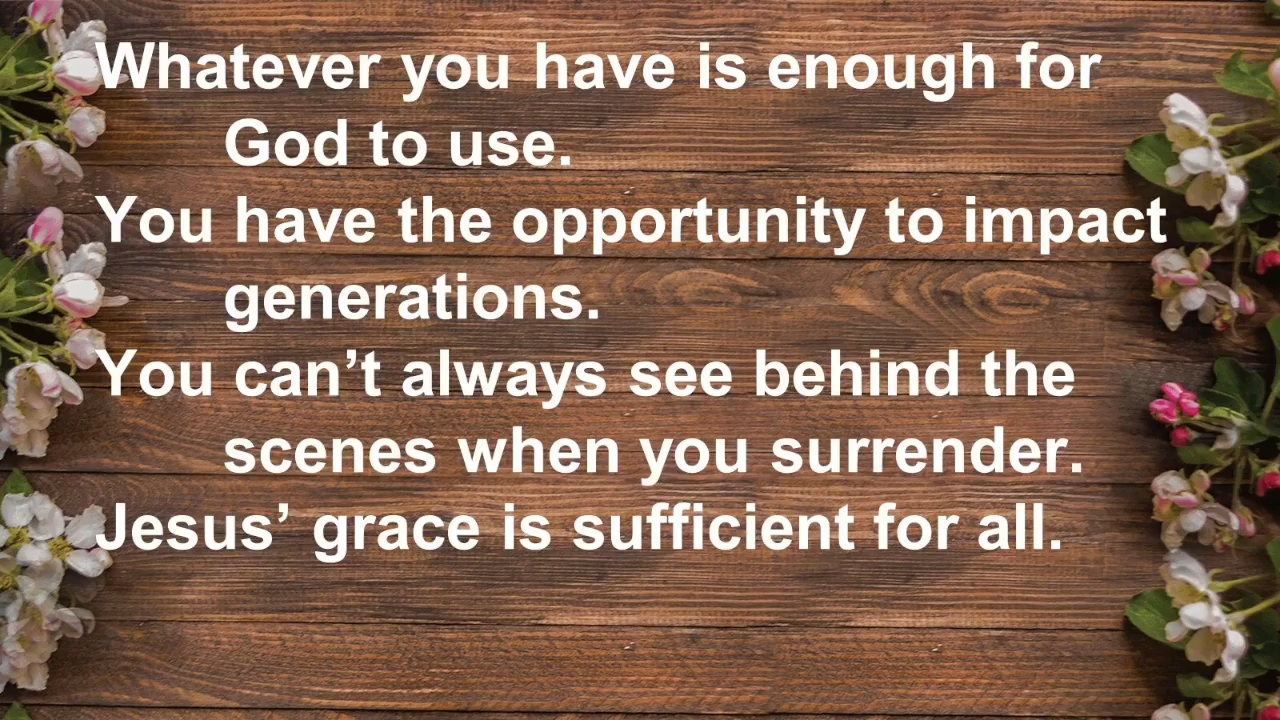 Whatever you have is enough for
God to use.
You have the opportunity to impact
generations.
You can’t always see behind the
scenes when you surrender.
Jesus’ grace is sufficient for all.